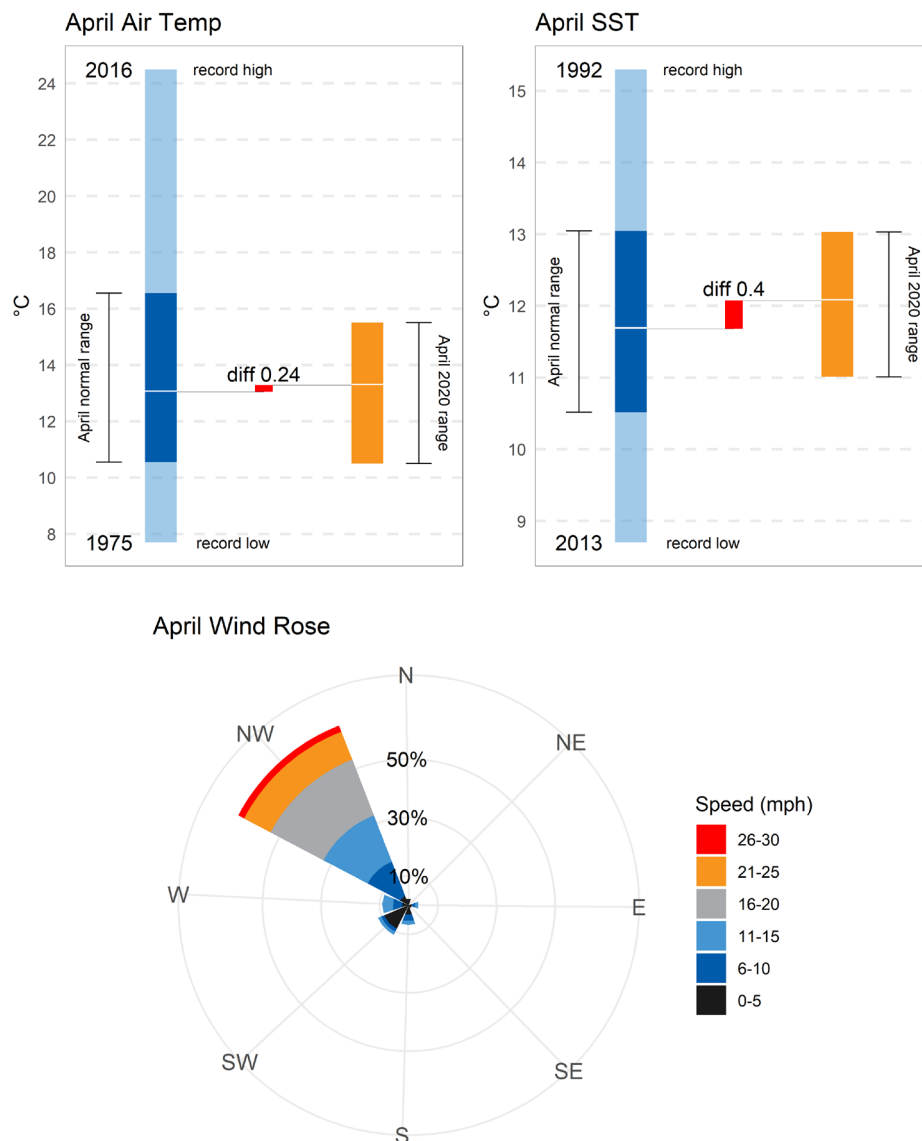 April Air Temp
°C
24
22
20
18
16
14
12
10
8
2016
record high
April normal range
diff 0.24
April 2020 range
1975
record low
April SST
°C
15
14
13
12
11
10
9
1992
record high
April normal range
diff 0.4
April 2020 range
2013
record low
April Wind Rose
N
NE
E
SE
S
SW
W
NW
50%
30%
10%
Speed (mph)
26-30
21-25
16-20
11-15
6-10
0-5